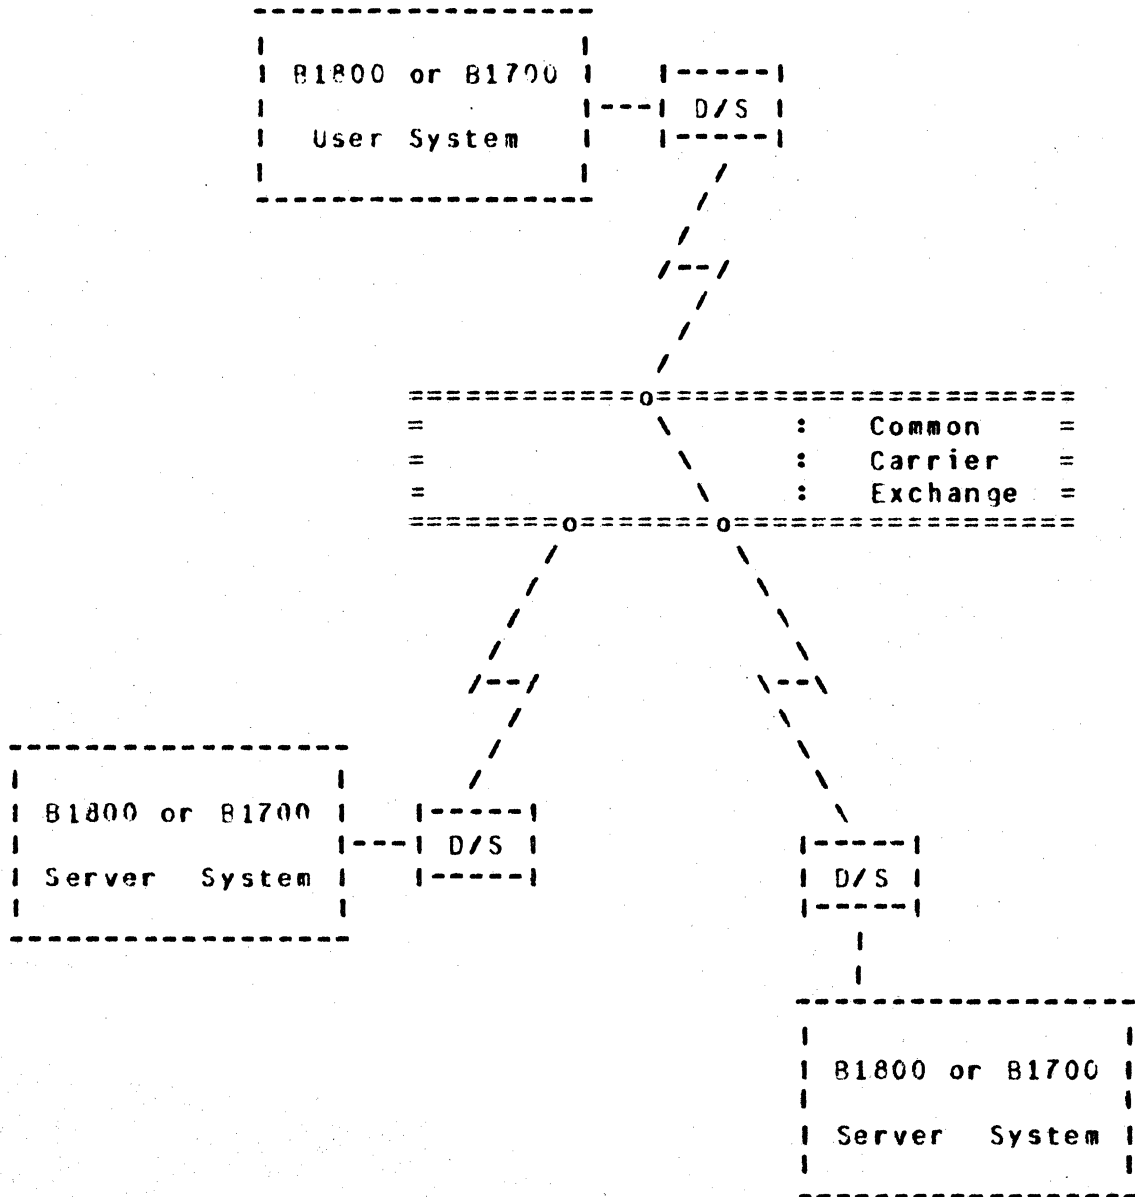 B1800 or B1700
D/S
User System
Common
Carrier
Exchange
B1800 or B1700
D/S
Server System
D/S
B1800 or B1700
Server System